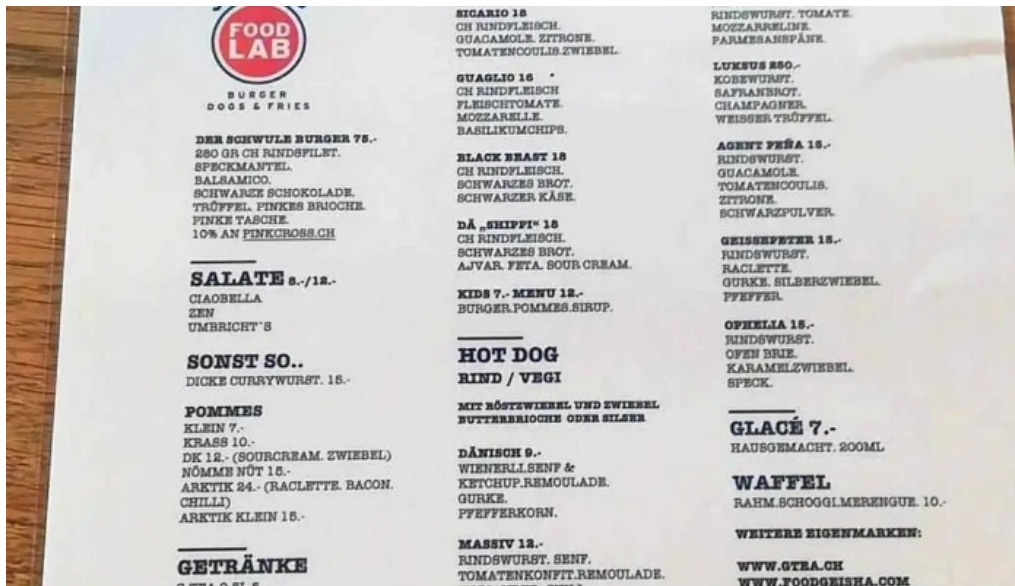 FOOD
LAB
BURGER
DOGS & FRIES
DER SCHWULE BURGER 75.-
280 GR CH RINDSFILET.
SPECKMANTEL.
BALSAMICO.
SCHWARZE SCHOKOLADE.
TRÜFFEL. PINKES BRIOCHE.
PINKE TASCHE.
10% AN PINKCROSS.CH
SALATE 8.-/12.-
CIAOBELLA
ZEN
UMBRICHT`S
SONST SO..
DICKE CURRYWURST. 15.-
POMMES
KLEIN 7.-
KRASS 10.-
DK 12.- (SOURCREAM. ZWIEBEL)
NÖMME NÜT 15.-
ARKTIK 24.- (RACLETTE. BACON.
CHILLI)
ARKTIK KLEIN 15.-
GETRÄNKE
SICARIO 18
CH RINDFLEISCH.
GUACAMOLE. ZITRONE.
TOMATENCOULIS.ZWIEBEL.
GUAGLIO 16
CH RINDFLEISCH
FLEISCHTOMATE.
MOZZARELLE.
BASILIKUMCHIPS.
BLACK BEAST 18
CH RINDFLEISCH.
SCHWARZES BROT.
SCHWARZER KÄSE.
DÄ „SHIPPI“ 18
CH RINDFLEISCH.
SCHWARZES BROT.
AJVAR. FETA. SOUR CREAM.
KIDS 7.- MENU 12.-
BURGER.POMMES.SIRUP.
HOT DOG
RIND / VEGI
MIT RÖSTZWIEBEL UND ZWIEBEL
BUTTERBRIOCHE ODER SILSER
DÄNISCH 9.-
WIENERLI.SENF &
KETCHUP.REMOULADE.
GURKE.
PFEFFERKORN.
MASSIV 12.-
RINDSWURST. SENF.
TOMATENKONFIT.REMOULADE.
RINDSWURST. TOMATE.
MOZZARRELINE.
PARMESANSPÄNE.
LUKSUS 250.-
KOBEWURST.
SAFRANBROT.
CHAMPAGNER.
WEISSER TRÜFFEL.
AGENT PEÑA 15.-
RINDSWURST.
GUACAMOLE.
TOMATENCOULIS.
ZITRONE.
SCHWARZPULVER.
GEISSEPETER 15.-
RINDSWURST.
RACLETTE.
GURKE. SILBERZWIEBEL.
PFEFFER.
OPHELIA 15.-
RINDSWURST.
OFEN BRIE.
KARAMELZWIEBEL.
SPECK.
GLACÉ 7.-
HAUSGEMACHT. 200ML
WAFFEL
RAHM.SCHOGGI.MERENGUE. 10.-
WEITERE EIGENMARKEN:
WWW.GTEA.CH
WWW.FOODGEISHA.COM